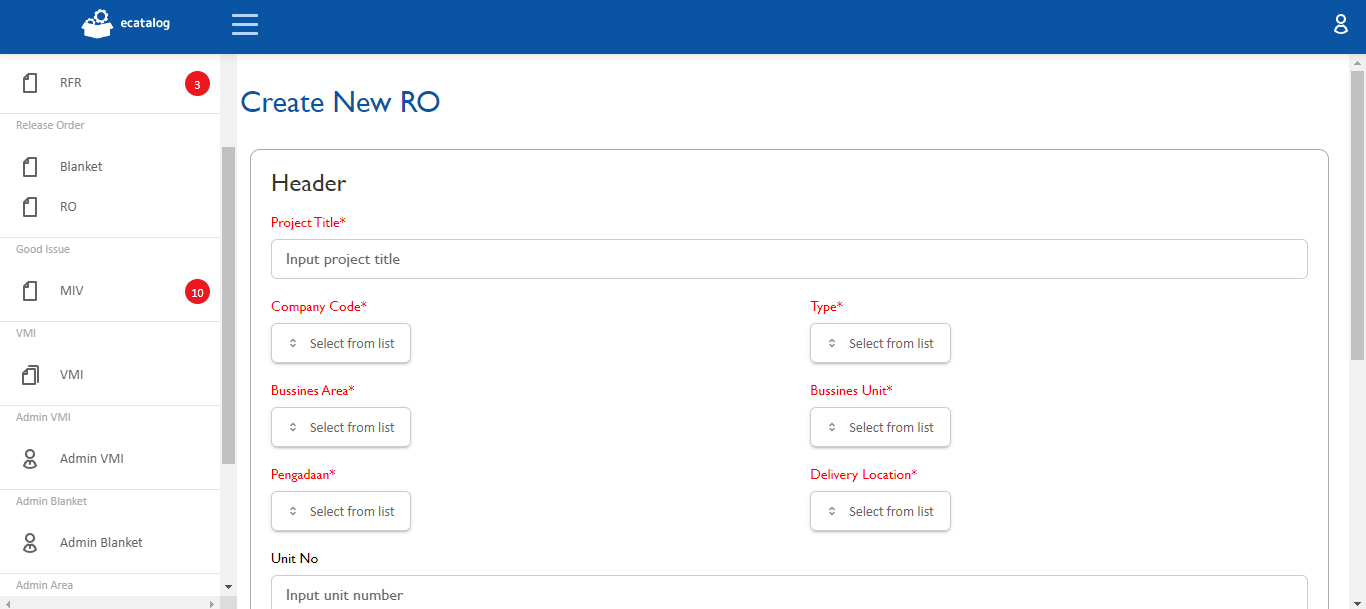 ecatalog
RFR
3
Release Order
Blanket
RO
Good Issue
MIV
10
VMI
VMI
Admin VMI
Admin VMI
Admin Blanket
Admin Blanket
Admin Area
Create New RO
Header
Project Title*
Input project title
Company Code* Type*
Select from list Select from list
Bussines Area* Bussines Unit*
Select from list Select from list
Pengadaan* Delivery Location*
Select from list Select from list
Unit No
Input unit number